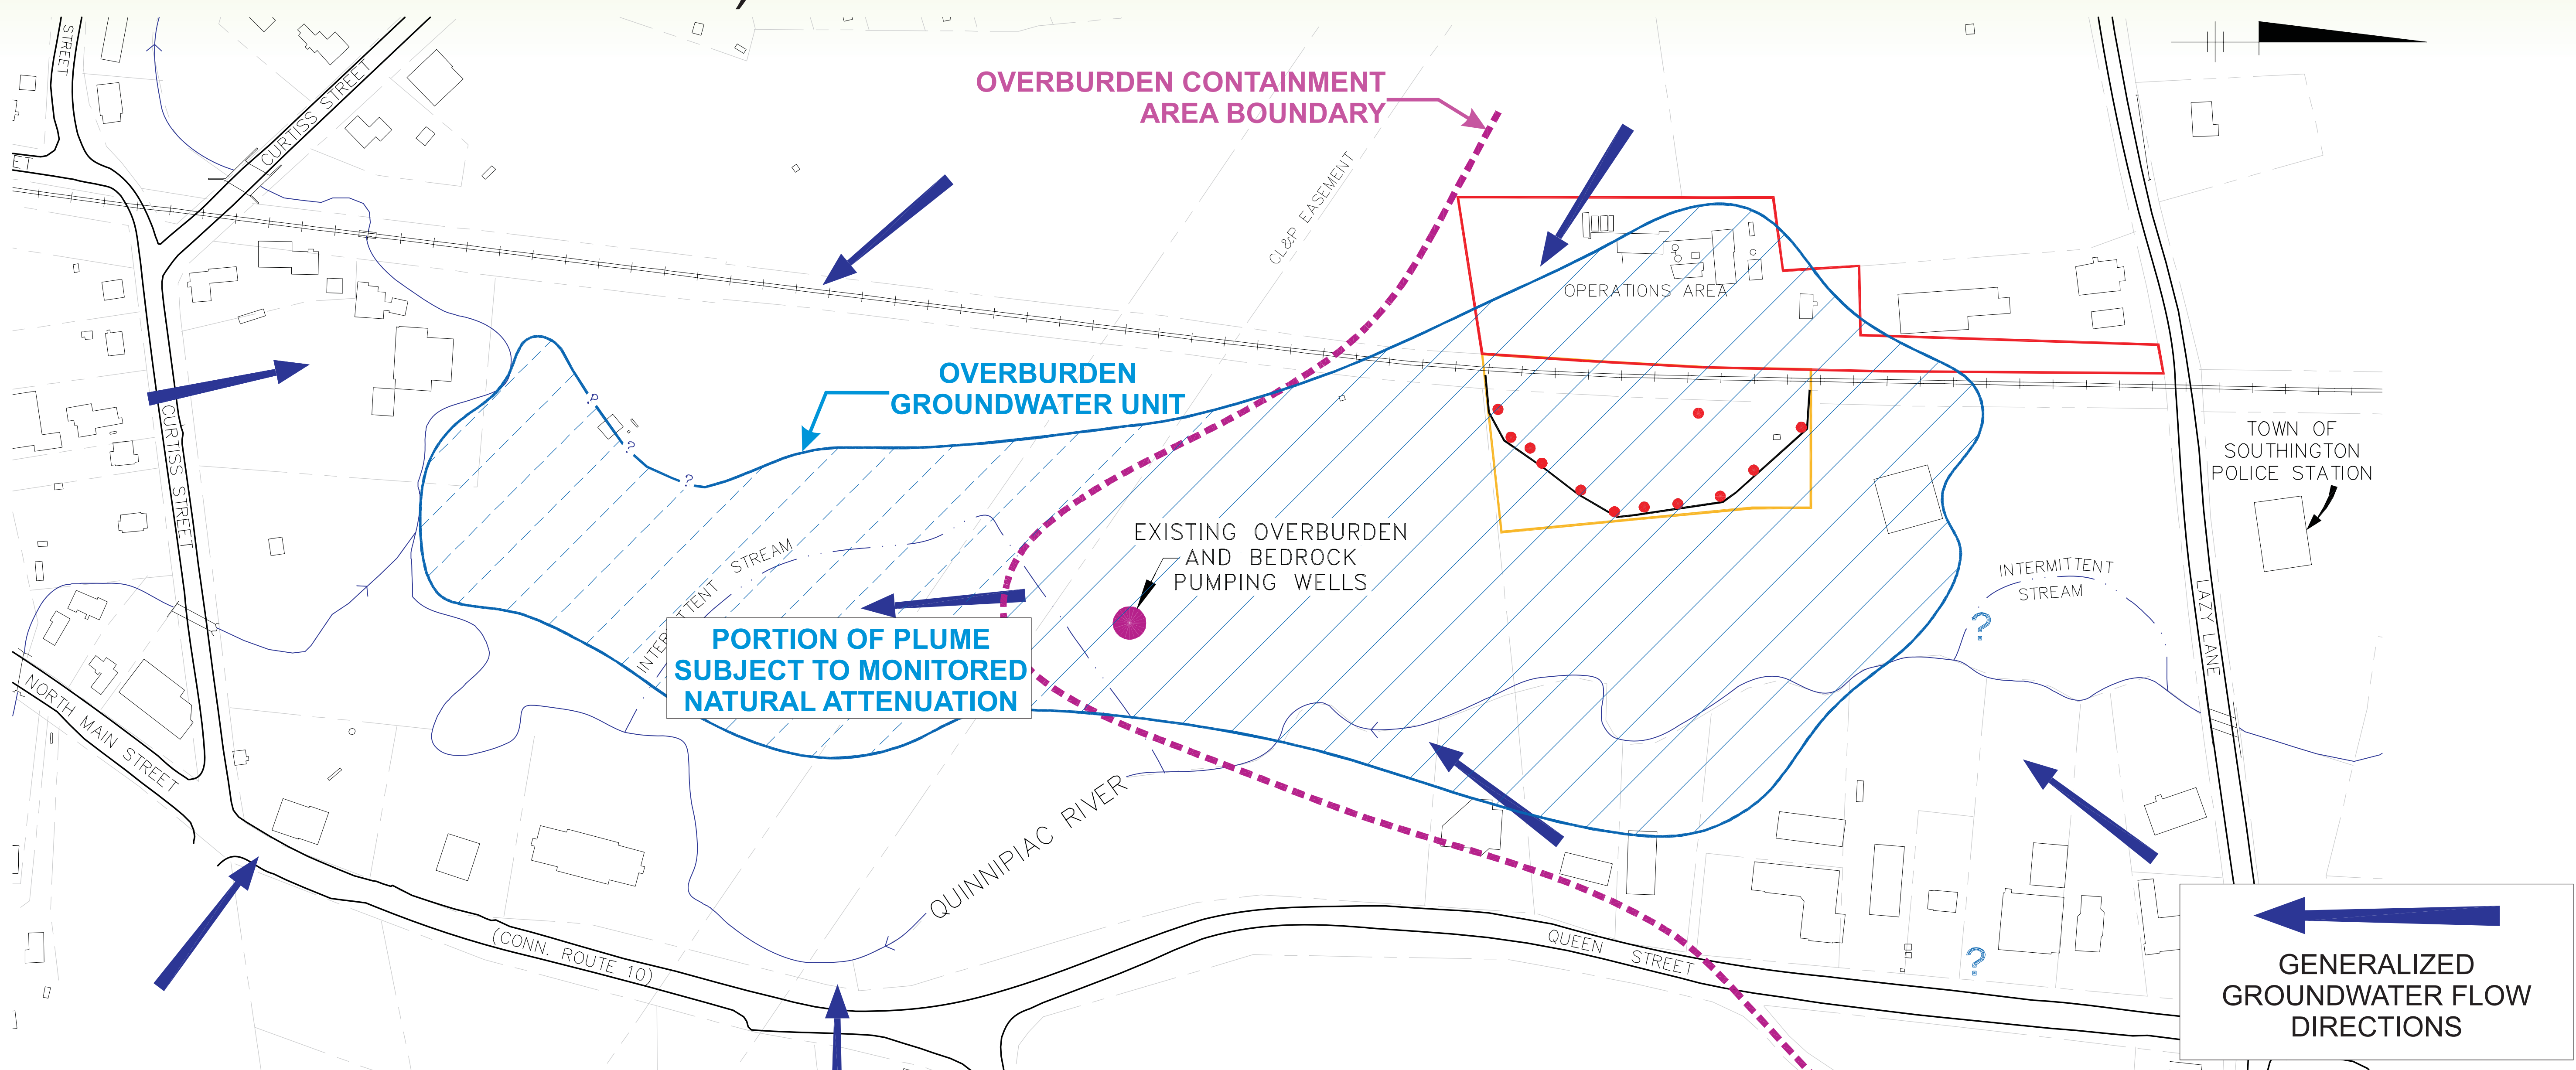 STREET
CURTISS STREET
ET
OVERBURDEN CONTAINMENT
AREA BOUNDARY
CL&P EASEMENT
OPERATIONS AREA
OVERBURDEN
GROUNDWATER UNIT
?
?
?
CURTISS STREET
TOWN OF
SOUTHINGTON
POLICE STATION
EXISTING OVERBURDEN
AND BEDROCK
PUMPING WELLS
INTERMITTENT STREAM
INTERMITTENT
STREAM
?
LAZY LANE
PORTION OF PLUME
SUBJECT TO MONITORED
NATURAL ATTENUATION
NORTH MAIN STREET
QUINNIPIAC RIVER
(CONN. ROUTE 10)
QUEEN STREET
?
GENERALIZED
GROUNDWATER FLOW
DIRECTIONS